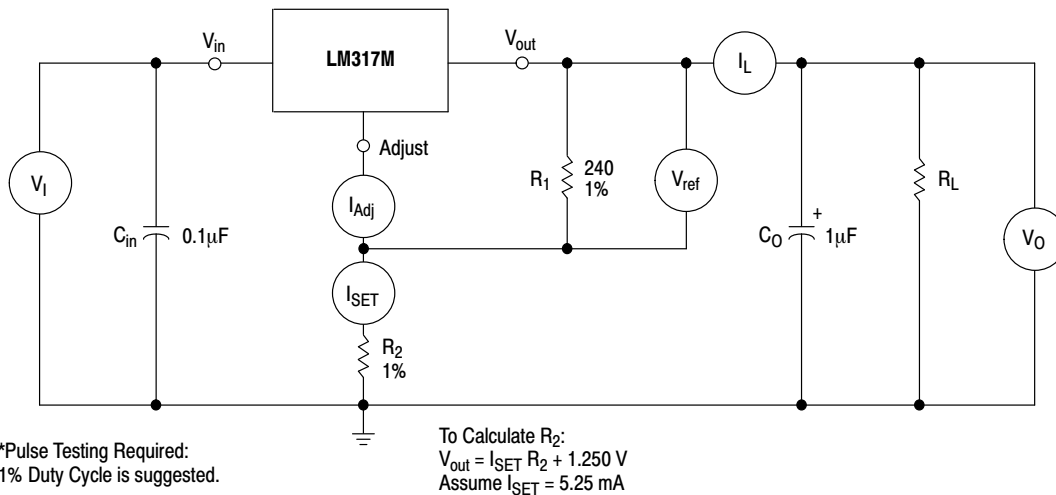 V_in
LM317M
V_out
I_L
Adjust
V_I
R_1
240
1%
V_ref
R_L
I_Adj
C_in
0.1µF
C_O
+
1µF
V_O
I_SET
R_2
1%
*Pulse Testing Required:
1% Duty Cycle is suggested.
To Calculate R_2:
V_out = I_SET R_2 + 1.250 V
Assume I_SET = 5.25 mA